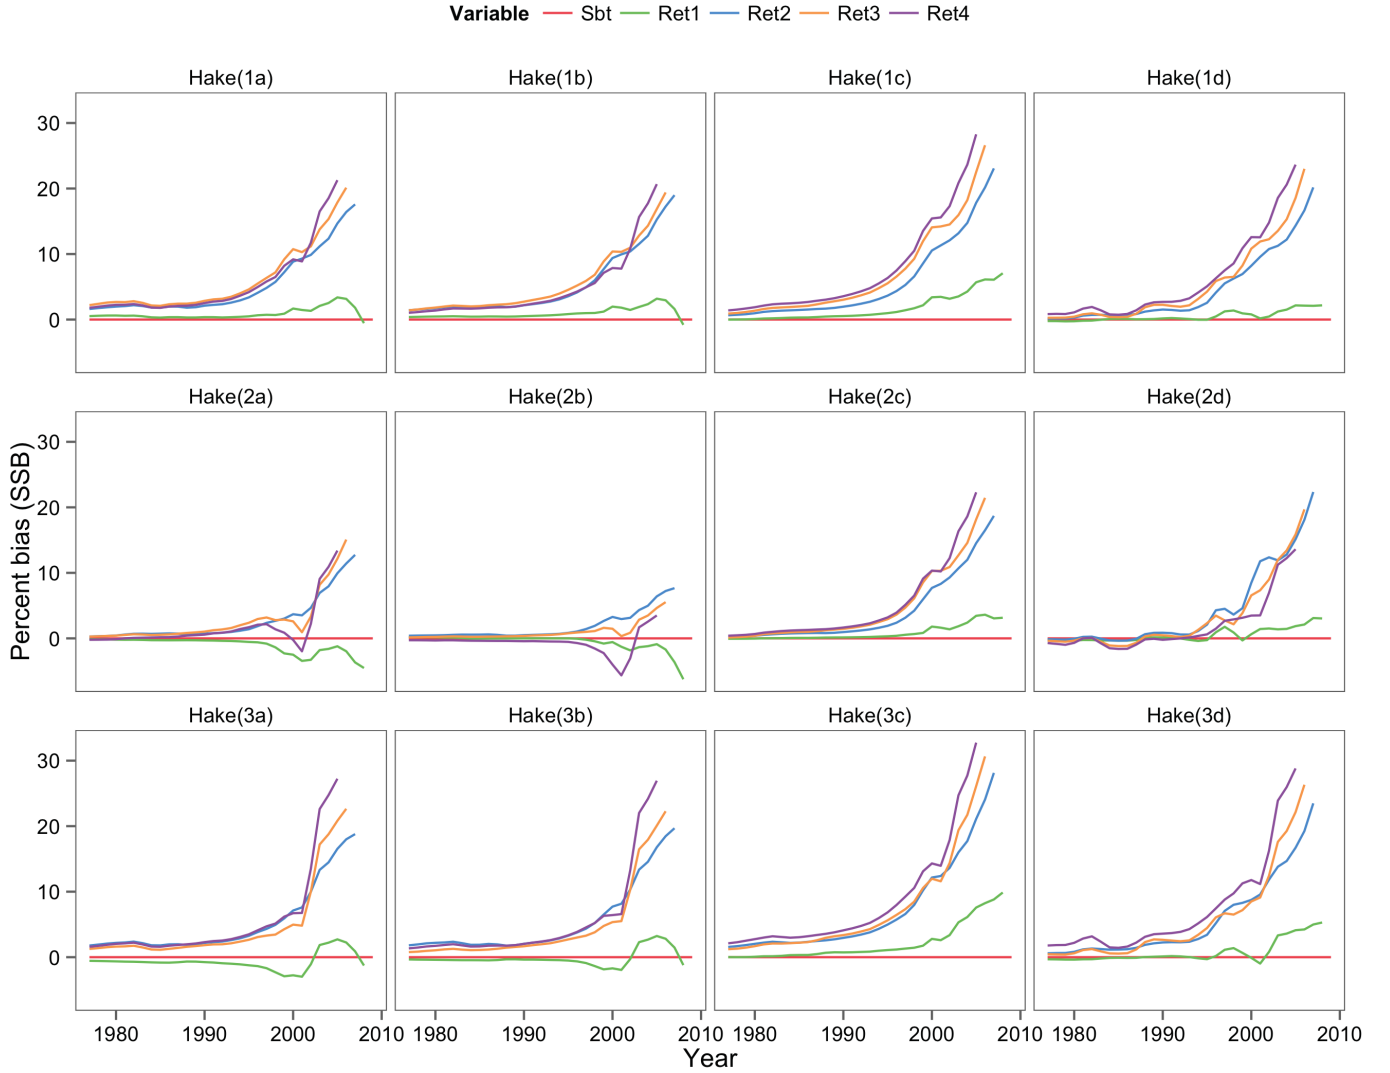 Variable Sbt Ret1 Ret2 Ret3 Ret4
Hake(1a) Hake(1b) Hake(1c) Hake(1d)
30
20
10
0
Hake(2a) Hake(2b) Hake(2c) Hake(2d)
30
20
10
0
Percent bias (SSB)
Hake(3a) Hake(3b) Hake(3c) Hake(3d)
30
20
10
0
1980 1990 2000 2010 1980 1990 2000 2010 1980 1990 2000 2010 1980 1990 2000 2010
Year